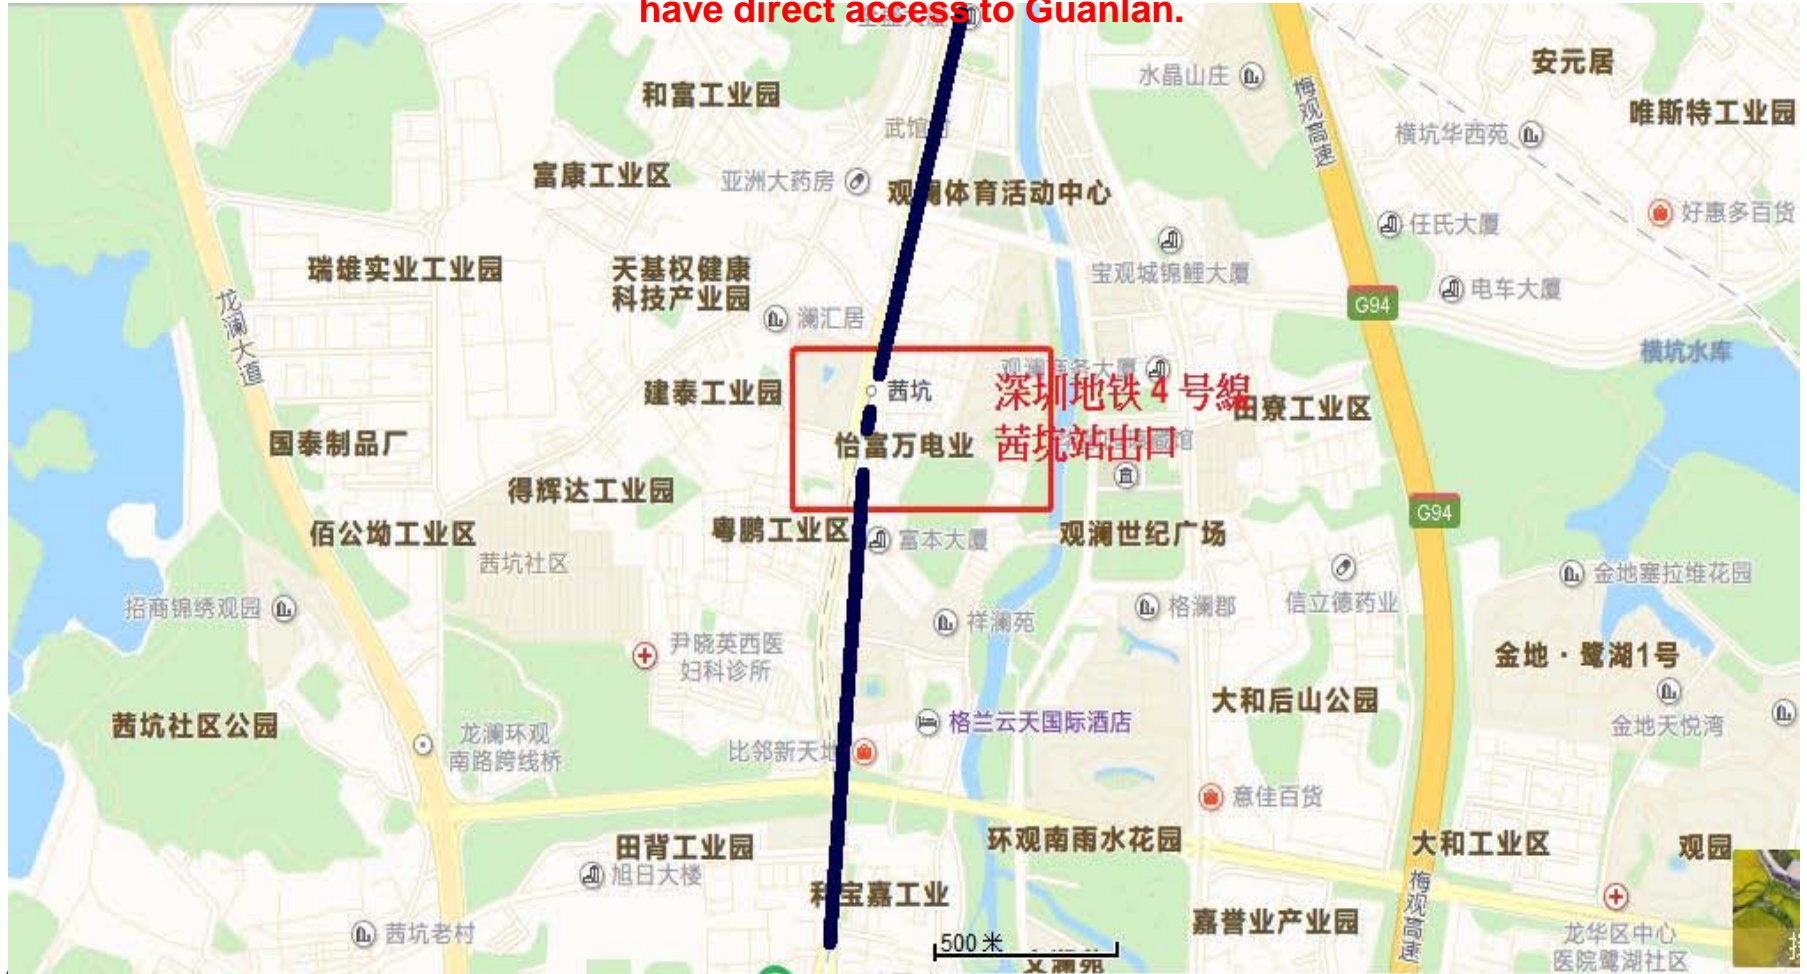 have direct access to Guanlan.
安元居
水晶山庄
和富工业园
梅观高速
唯斯特工业园
武馆
横坑华西苑
富康工业区
亚洲大药房
观澜体育活动中心
好惠多百货
任氏大厦
瑞雄实业工业园
天基权健康
科技产业园
宝观城锦鲤大厦
电车大厦
G94
龙澜大道
澜汇居
横坑水库
观澜商务大厦
建泰工业园
茜坑
深圳地铁 4 号線
田寮工业区
国泰制品厂
怡富万电业
茜坑站出口
得辉达工业园
G94
佰公坳工业区
粤鹏工业区
富本大厦
观澜世纪广场
茜坑社区
金地塞拉维花园
招商锦绣观园
祥澜苑
格澜郡
信立德药业
尹晓英西医
妇科诊所
金地·鹭湖1号
大和后山公园
茜坑社区公园
龙澜环观
南路跨线桥
比邻新天地
格兰云天国际酒店
金地天悦湾
意佳百货
田背工业园
环观南雨水花园
大和工业区
观园
旭日大楼
利宝嘉工业
梅观高速
嘉誉业产业园
茜坑老村
500 米
龙华区中心
医院鹭湖社区